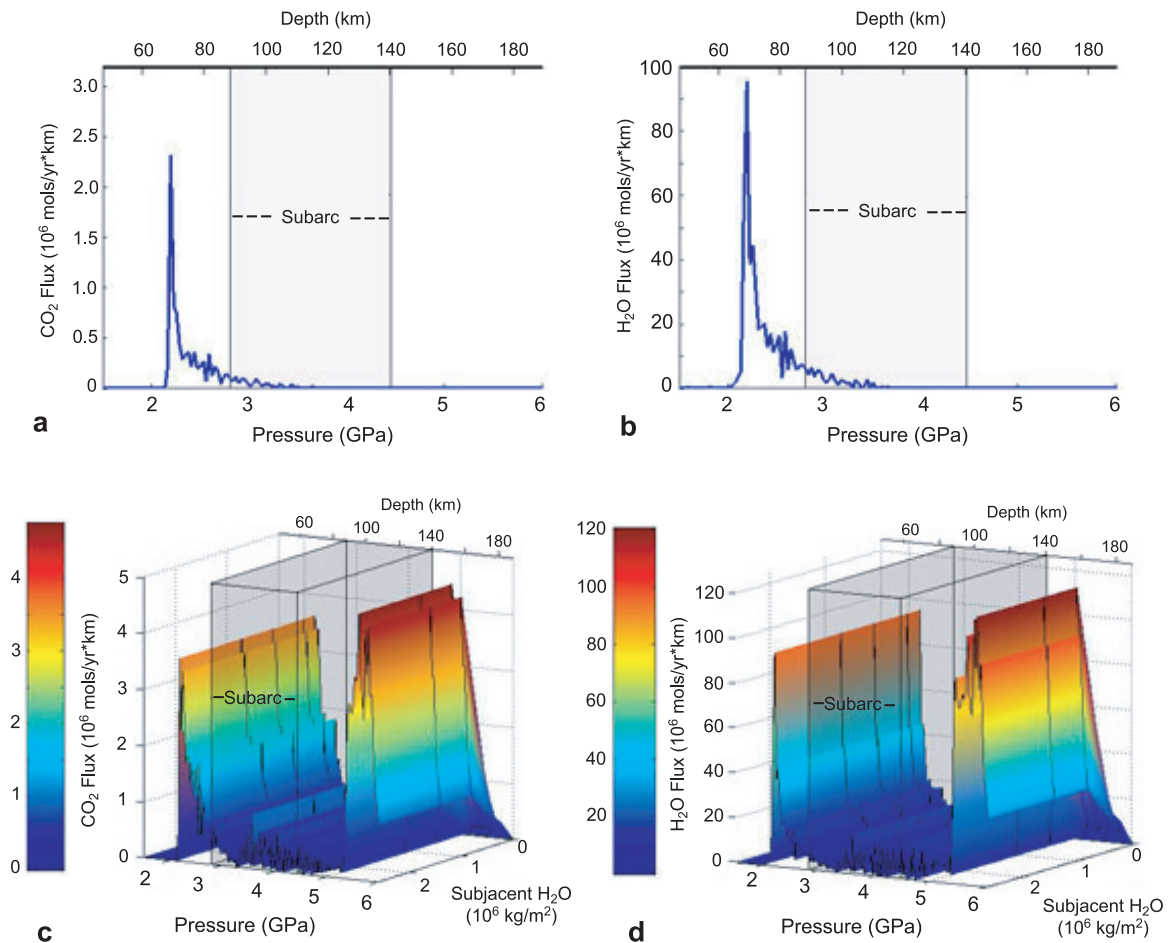 Depth (km)
60 80 100 120 140 160 180
3.0
2.5
2.0
1.5
1.0
0.5
0
CO2 Flux (10^6 mols/yr*km)
Subarc
2 3 4 5 6
a
Pressure (GPa)
Depth (km)
60 80 100 120 140 160 180
100
80
60
40
20
0
H2O Flux (10^6 mols/yr*km)
Subarc
2 3 4 5 6
b
Pressure (GPa)
4
3
2
1
0
Depth (km)
60 100 140 180
5
4
3
2
1
0
CO2 Flux (10^6 mols/yr*km)
Subarc
2 3 4 5 6
2 1 0
Subjacent H2O
(10^6 kg/m^2)
Pressure (GPa)
c
120
100
80
60
40
20
Depth (km)
60 100 140 180
120
100
80
60
40
20
0
H2O Flux (10^6 mols/yr*km)
Subarc
2 3 4 5 6
2 1 0
Subjacent H2O
(10^6 kg/m^2)
Pressure (GPa)
d